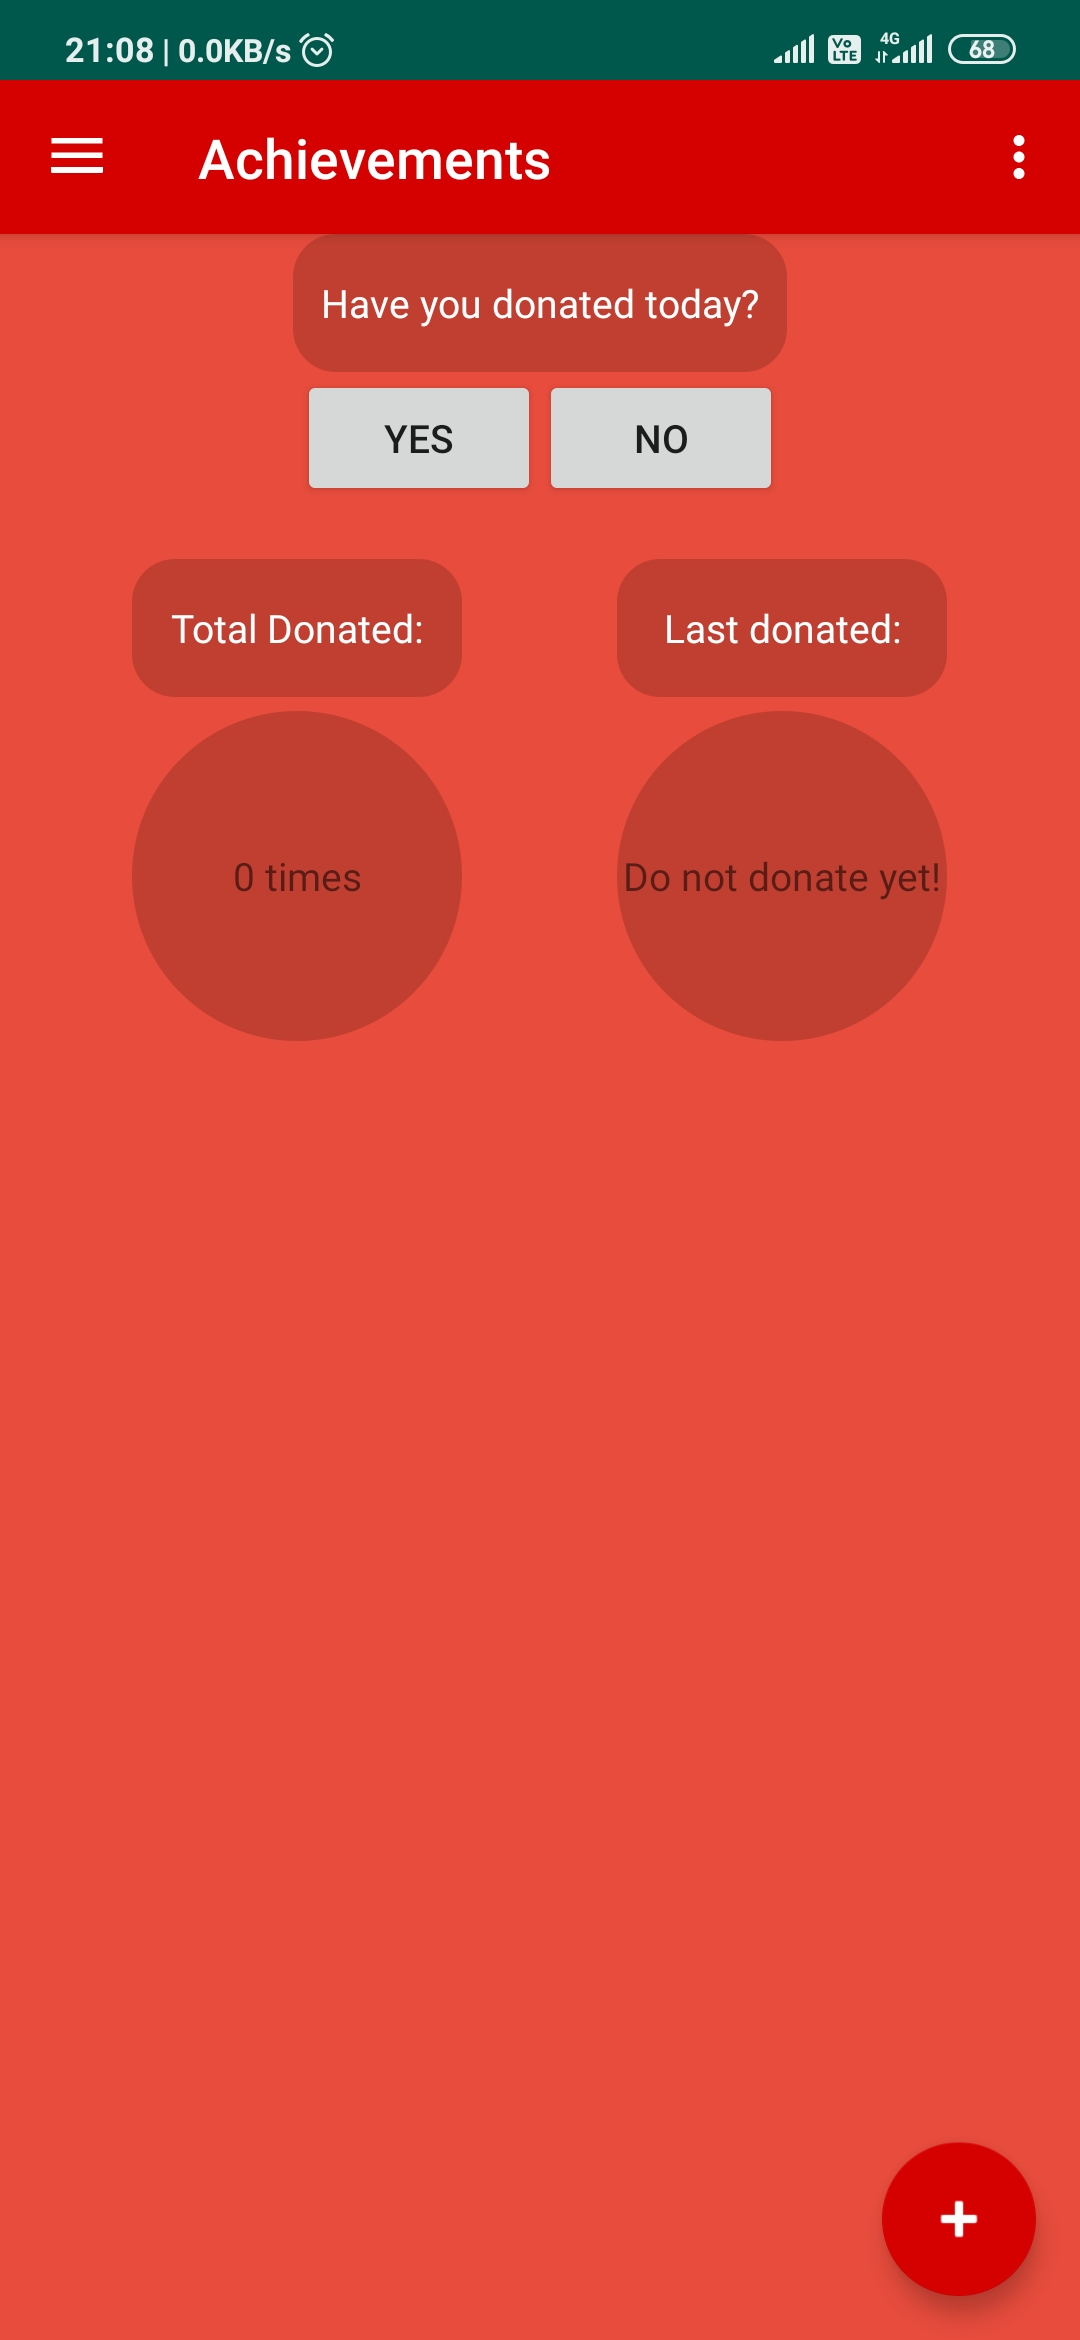 21:08 | 0.0KB/s
Vo LTE 4G 68
Achievements
Have you donated today?
YES NO
Total Donated: Last donated:
0 times Do not donate yet!